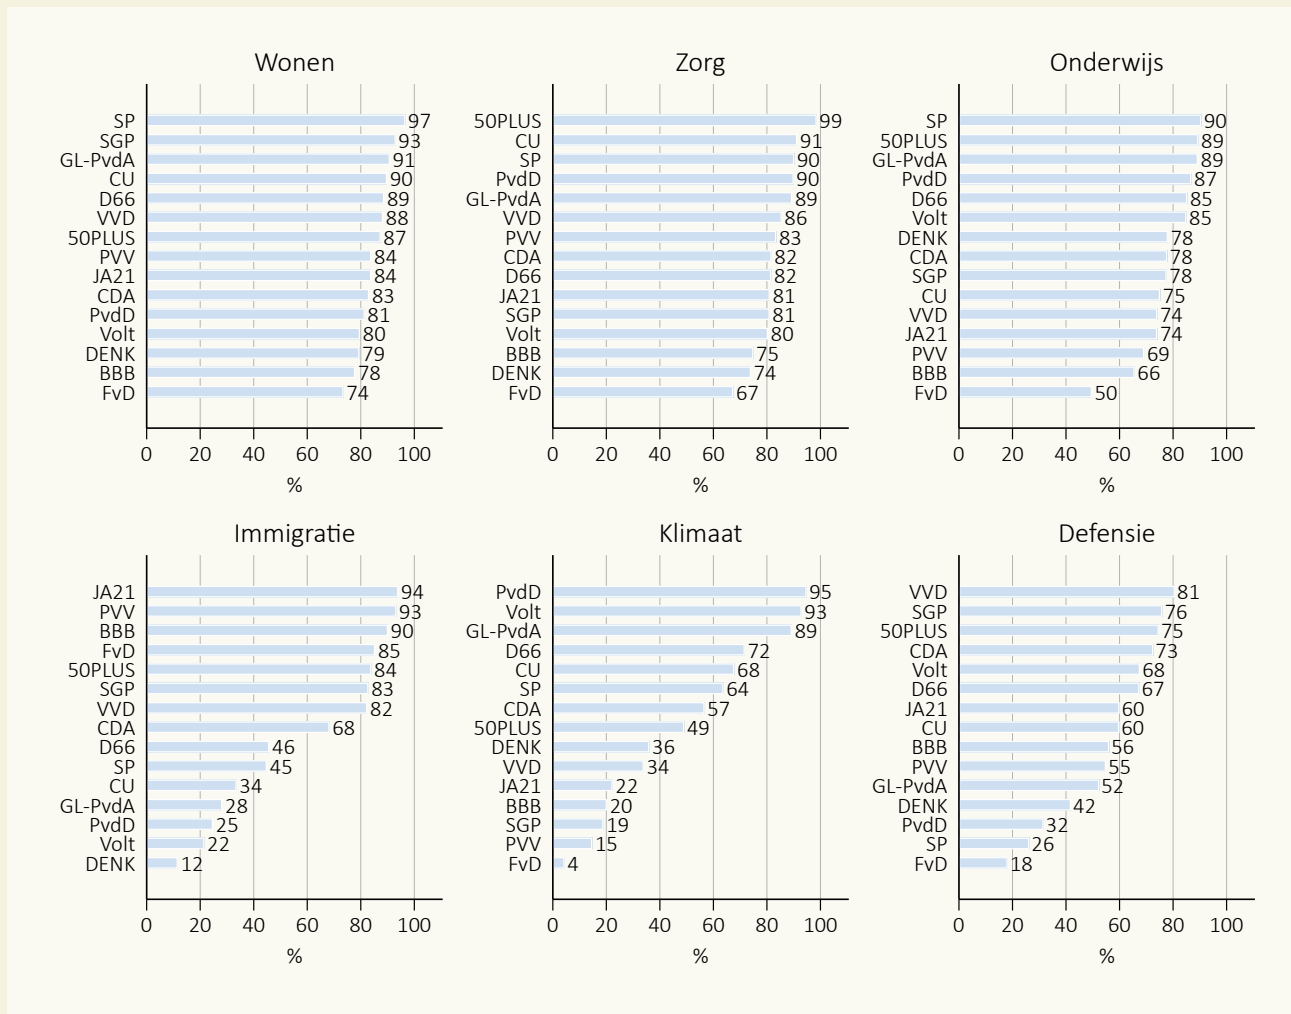 Wonen
SP 97
SGP 93
GL-PvdA 91
CU 90
D66 89
VVD 88
50PLUS 87
PVV 84
JA21 84
CDA 83
PvdD 81
Volt 80
DENK 79
BBB 78
FvD 74
0 20 40 60 80 100
%
Zorg
50PLUS 99
CU 91
SP 90
PvdD 90
GL-PvdA 89
VVD 86
PVV 83
CDA 82
D66 82
JA21 81
SGP 81
Volt 80
BBB 75
DENK 74
FvD 67
0 20 40 60 80 100
%
Onderwijs
SP 90
50PLUS 89
GL-PvdA 89
PvdD 87
D66 85
Volt 85
DENK 78
CDA 78
SGP 78
CU 75
VVD 74
JA21 74
PVV 69
BBB 66
FvD 50
0 20 40 60 80 100
%
Immigratie
JA21 94
PVV 93
BBB 90
FvD 85
50PLUS 84
SGP 83
VVD 82
CDA 68
D66 46
SP 45
CU 34
GL-PvdA 28
PvdD 25
Volt 22
DENK 12
0 20 40 60 80 100
%
Klimaat
PvdD 95
Volt 93
GL-PvdA 89
D66 72
CU 68
SP 64
CDA 57
50PLUS 49
DENK 36
VVD 34
JA21 22
BBB 20
SGP 19
PVV 15
FvD 4
0 20 40 60 80 100
%
Defensie
VVD 81
SGP 76
50PLUS 75
CDA 73
Volt 68
D66 67
JA21 60
CU 60
BBB 56
PVV 55
GL-PvdA 52
DENK 42
PvdD 32
SP 26
FvD 18
0 20 40 60 80 100
%